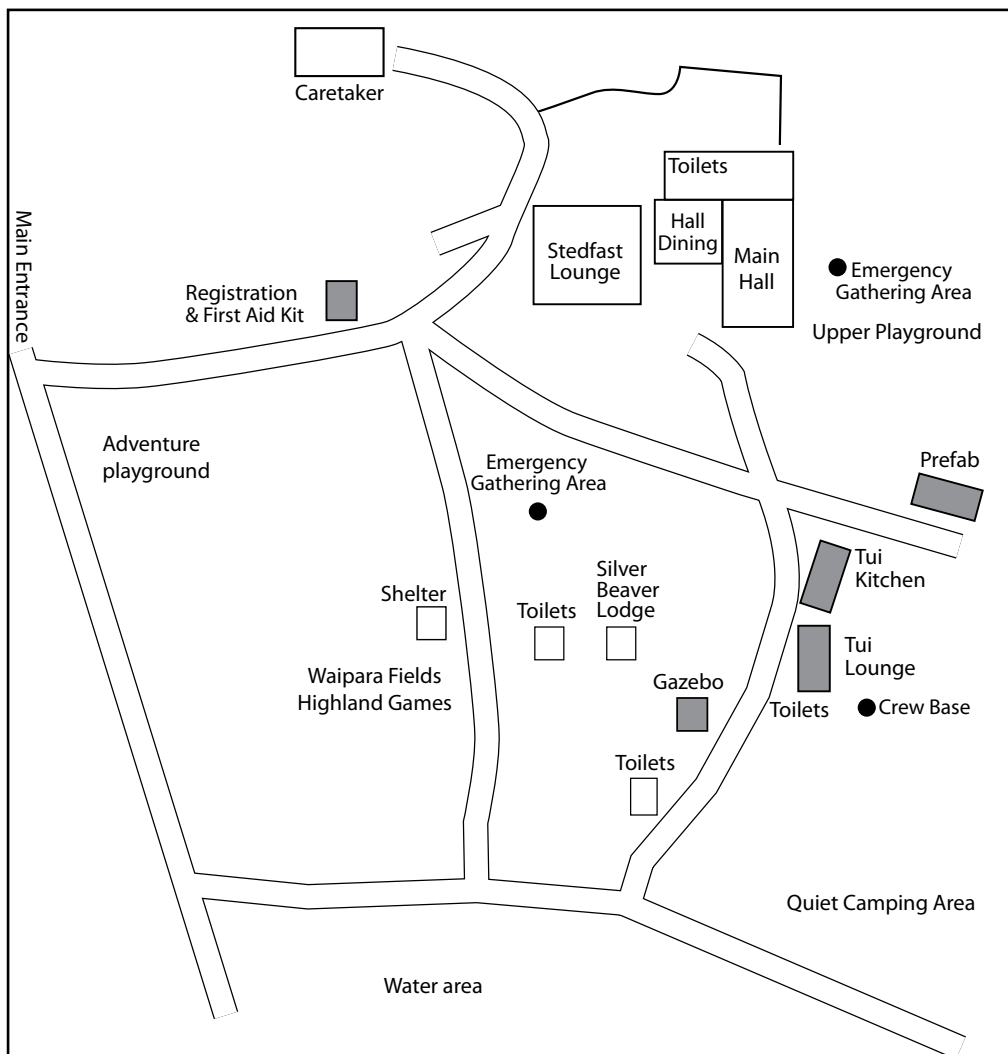 Caretaker
Toilets
Hall
Dining
Main
Hall
Stedfast
Lounge
Emergency
Gathering Area
Upper Playground
Main Entrance
Registration
& First Aid Kit
Adventure
playground
Emergency
Gathering Area
Prefab
Tui
Kitchen
Shelter
Toilets
Silver
Beaver
Lodge
Tui
Lounge
Waipara Fields
Highland Games
Gazebo
Toilets
Crew Base
Toilets
Quiet Camping Area
Water area